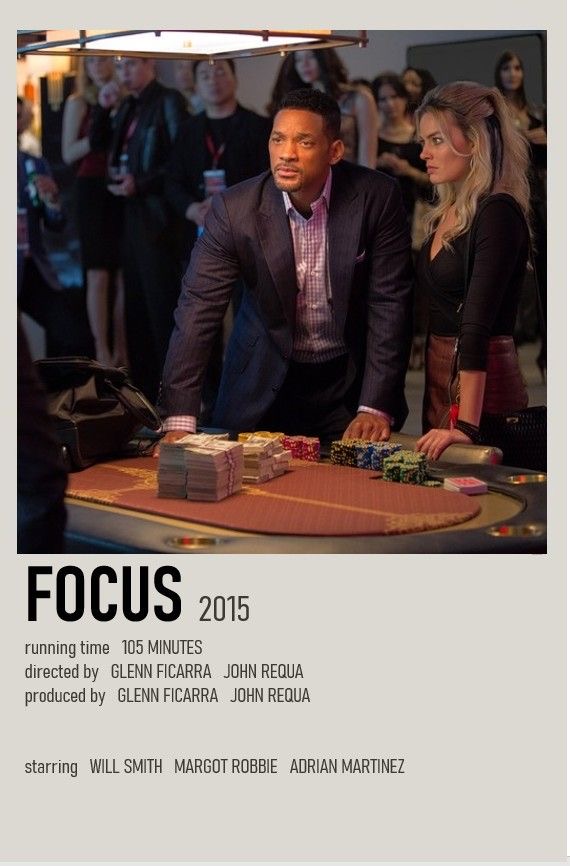 FOCUS 2015
running time 105 MINUTES
directed by GLENN FICARRA JOHN REQUA
produced by GLENN FICARRA JOHN REQUA
starring WILL SMITH MARGOT ROBBIE ADRIAN MARTINEZ